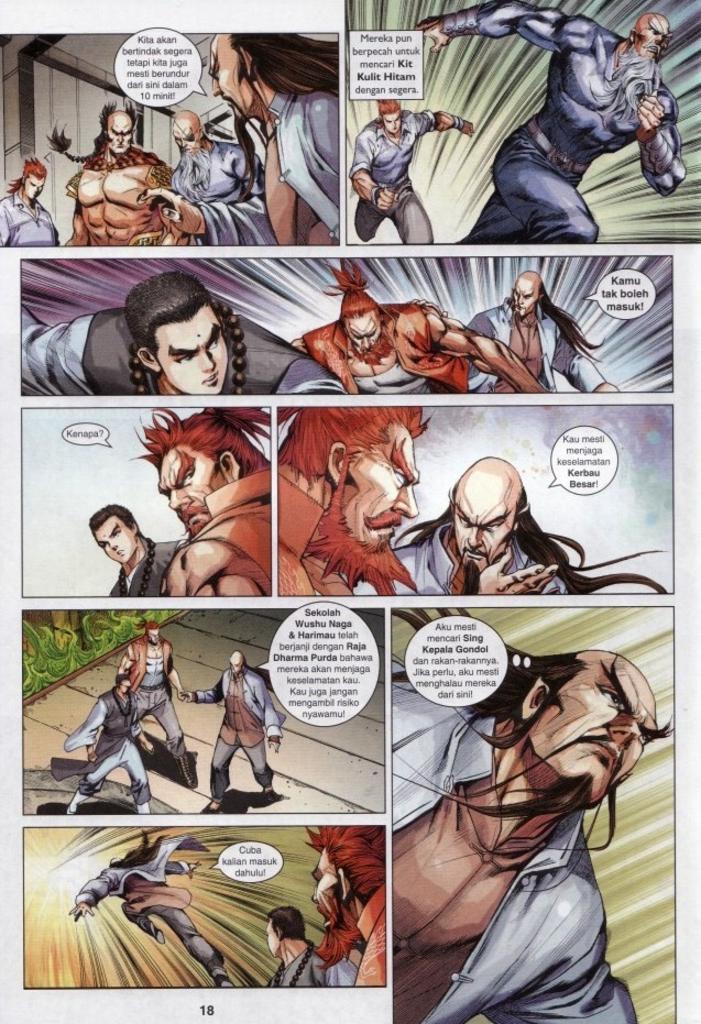 Kita akan
bertindak segera
tetapi kita juga
mesti berundur
dari sini dalam
10 minit!
Mereka pun
berpecah untuk
mencari Kit
Kulit Hitam
dengan segera.
Kamu
tak boleh
masuk!
Kenapa?
Kau mesti
menjaga
keselamatan
Kerbau
Besar!
Sekolah
Wushu Naga
& Harimau telah
berjanji dengan Raja
Dharma Purda bahawa
mereka akan menjaga
keselamatan kau.
Kau juga jangan
mengambil risiko
nyawamu!
Aku mesti
mencari Sing
Kepala Gondol
dan rakan-rakannya.
Jika perlu, aku mesti
menghalau mereka
dari sini!
Cuba
kalian masuk
dahulu!
18